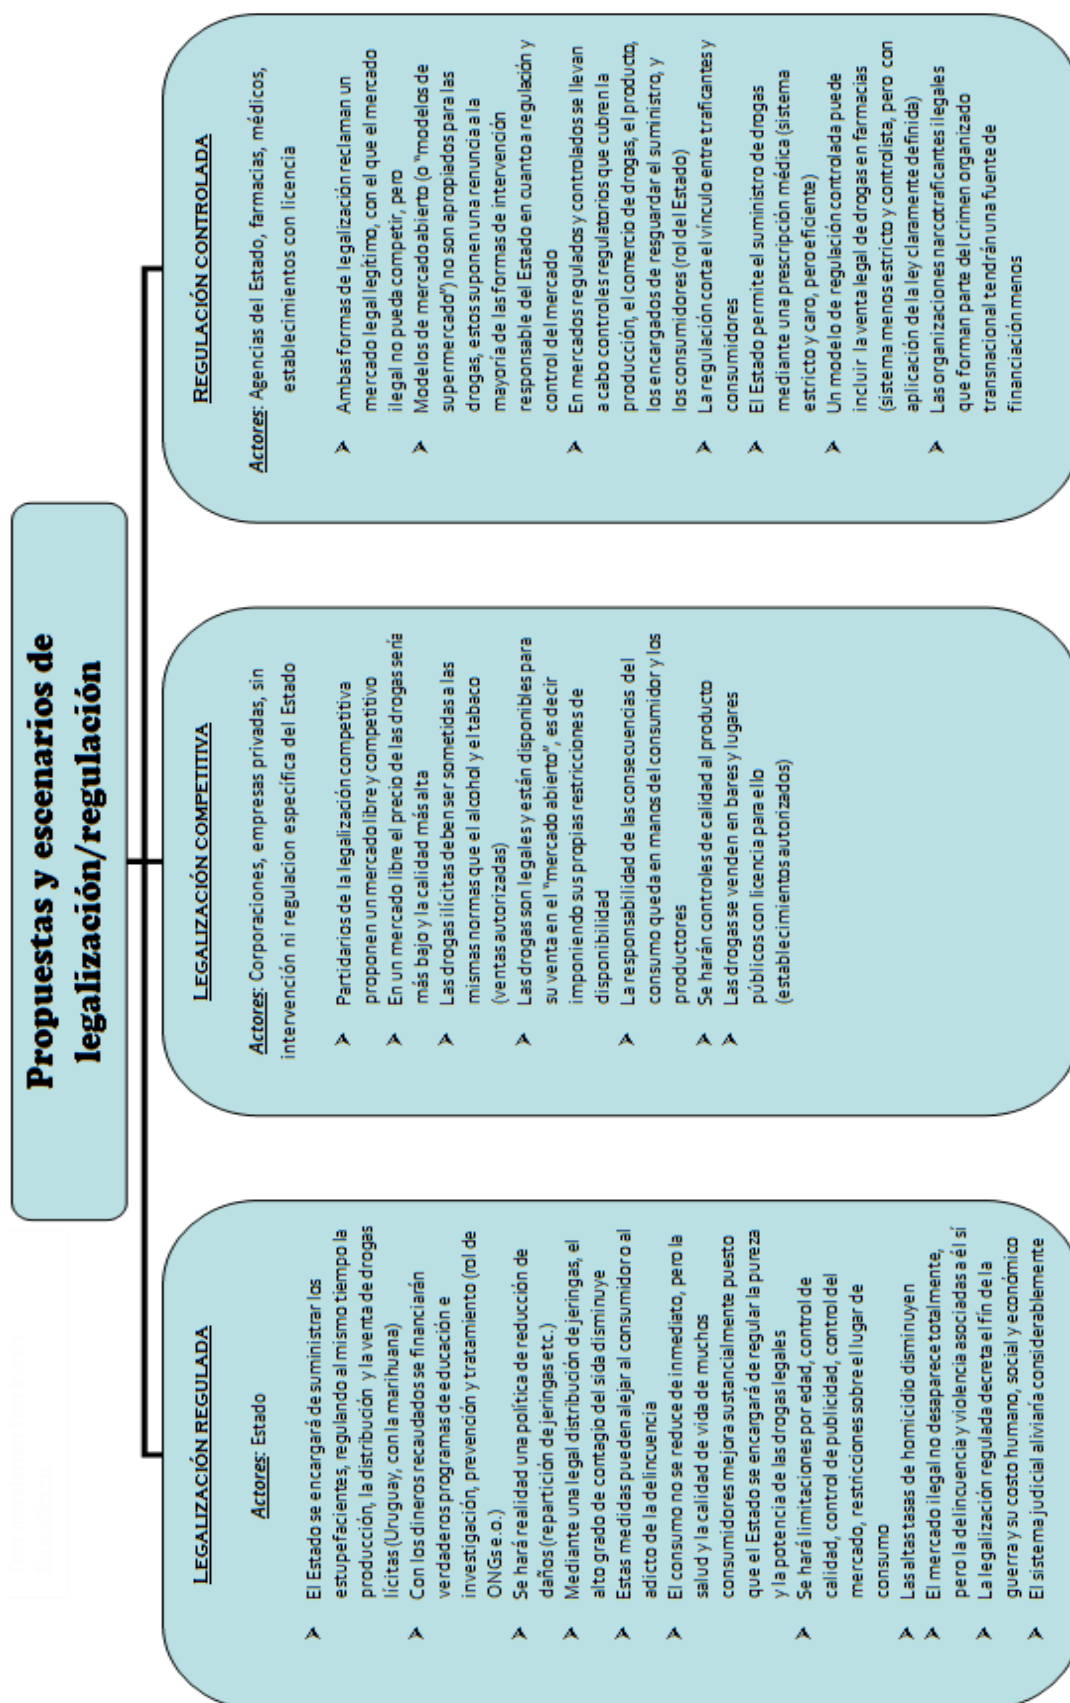 Propuestas y escenarios de
legalización/regulación
LEGALIZACIÓN REGULADA
Actores: Estado
➤ El Estado se encargará de suministrar los
estupefacientes, regulando al mismo tiempo la
producción, la distribución y la venta de drogas
lícitas (Uruguay, con la marihuana)
➤ Con los dineros recaudados se financiarán
verdaderos programas de educación e
investigación, prevención y tratamiento (rol de
ONGs e.o.)
➤ Se hará realidad una política de reducción de
daños (repartición de jeringas etc.)
➤ Mediante una legal distribución de jeringas, el
alto grado de contagio del sida disminuye
➤ Estas medidas pueden alejar al consumidor o al
adicto de la delincuencia
➤ El consumo no se reduce de inmediato, pero la
salud y la calidad de vida de muchos
consumidores mejora sustancialmente puesto
que el Estado se encargará de regular la pureza
y la potencia de las drogas legales
➤ Se hará limitaciones por edad, control de
calidad, control de publicidad, control del
mercado, restricciones sobre el lugar de
consumo
➤ Las altas tasas de homicidio disminuyen
➤ El mercado ilegal no desaparece totalmente,
pero la delincuencia y violencia asociadas a él sí
➤ La legalización regulada decreta el fín de la
guerra y su costo humano, social y económico
➤ El sistema judicial aliviaría considerablemente
LEGALIZACIÓN COMPETITIVA
Actores: Corporaciones, empresas privadas, sin
intervención ni regulacion específica del Estado
➤ Partidarios de la legalización competitiva
proponen un mercado libre y competitivo
➤ En un mercado libre el precio de las drogas sería
más bajo y la calidad más alta
➤ Las drogas ilícitas deben ser sometidas a las
mismas normas que el alcohol y el tabaco
(ventas autorizadas)
➤ Las drogas son legales y están disponibles para
su venta en el "mercado abierto", es decir
imponiendo sus propias restricciones de
disponibilidad
➤ La responsabilidad de las consecuencias del
consumo queda en manos del consumidor y los
productores
➤ Se harán controles de calidad al producto
➤ Las drogas se venden en bares y lugares
públicos con licencia para ello
(establecimientos autorizados)
REGULACIÓN CONTROLADA
Actores: Agencias del Estado, farmacias, médicos,
establecimientos con licencia
➤ Ambas formas de legalización reclaman un
mercado legal legítimo, con el que el mercado
ilegal no pueda competir, pero
➤ Modelos de mercado abierto (o "modelos de
supermercado") no son apropiados para las
drogas, estos suponen una renuncia a la
mayoría de las formas de intervención
responsable del Estado en cuanto a regulación y
control del mercado
➤ En mercados regulados y controlados se llevan
a cabo controles regulatorios que cubren la
producción, el comercio de drogas, el producto,
los encargados de resguardar el suministro, y
los consumidores (rol del Estado)
➤ La regulación corta el vínculo entre traficantes y
consumidores
➤ El Estado permite el suministro de drogas
mediante una prescripción médica (sistema
estricto y caro, pero eficiente)
➤ Un modelo de regulación controlada puede
incluir la venta legal de drogas en farmacias
(sistema menos estricto y controlista, pero con
aplicación de la ley claramente definida)
➤ Las organizaciones narcotraficantes ilegales
que forman parte del crimen organizado
transnacional tendrán una fuente de
financiación menos